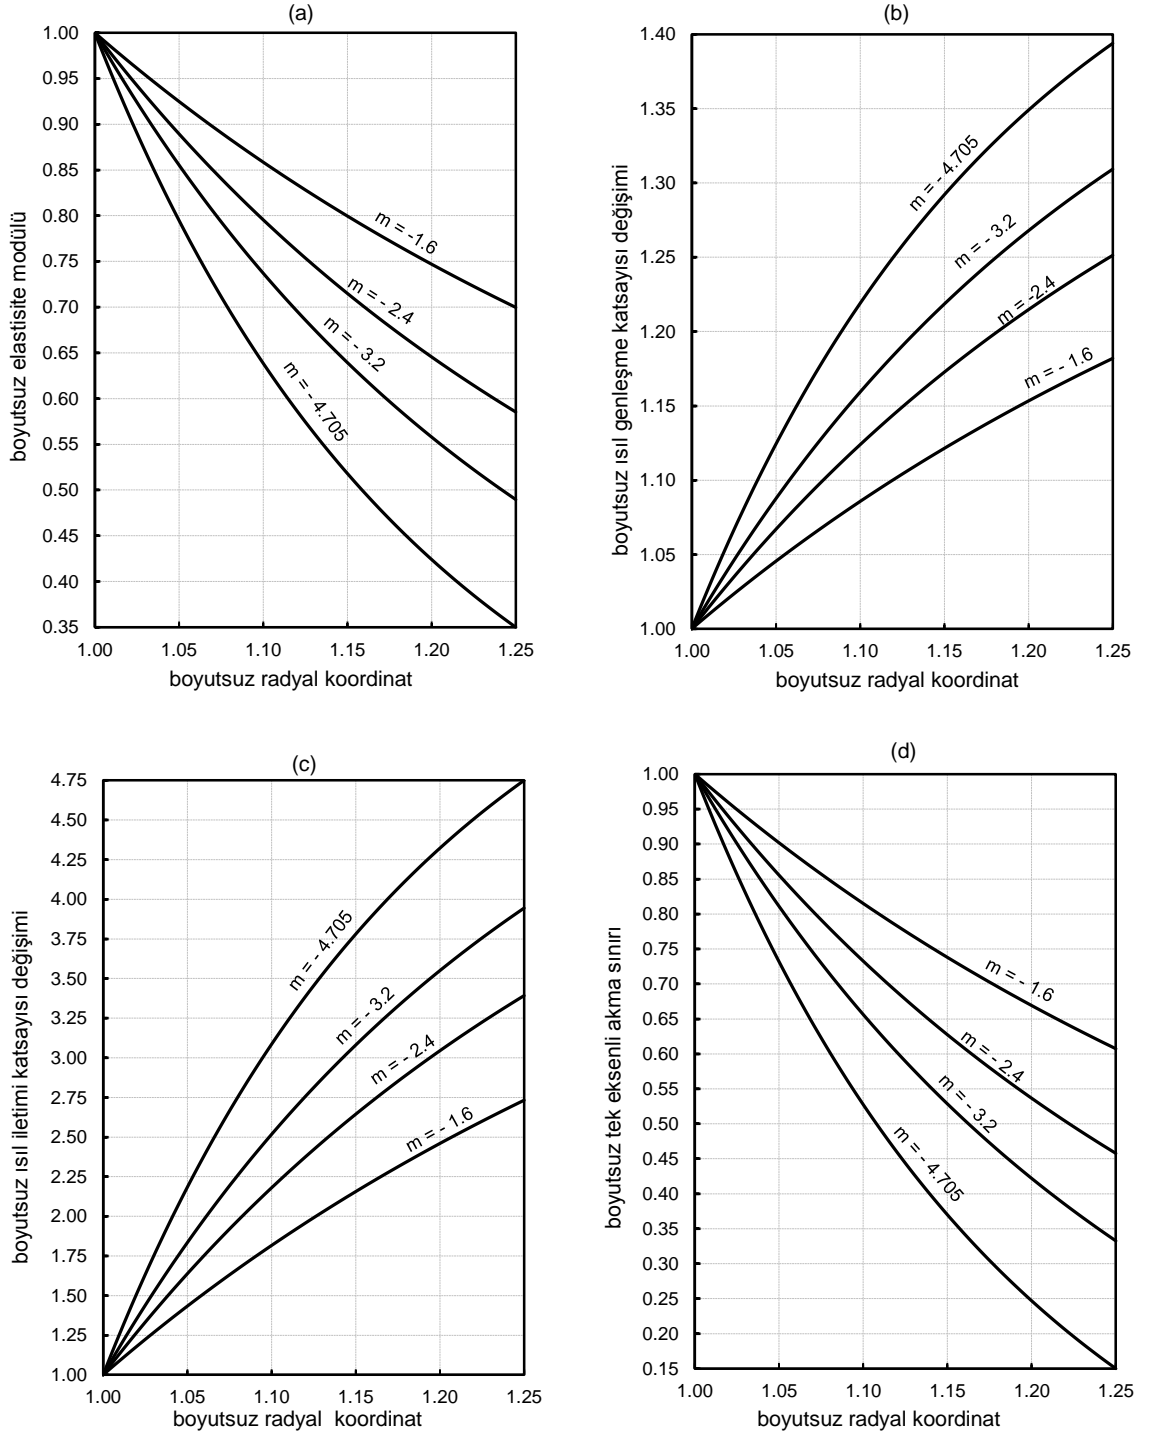 (a)
boyutsuz elastisite modülü
1.00
0.95
0.90
0.85
0.80
0.75
0.70
0.65
0.60
0.55
0.50
0.45
0.40
0.35
m = -1.6
m = - 2.4
m = - 3.2
m = - 4.705
1.00 1.05 1.10 1.15 1.20 1.25
boyutsuz radyal koordinat
(b)
boyutsuz ısıl genleşme katsayısı değişimi
1.40
1.35
1.30
1.25
1.20
1.15
1.10
1.05
1.00
m = - 4.705
m = - 3.2
m = -2.4
m = - 1.6
1.00 1.05 1.10 1.15 1.20 1.25
boyutsuz radyal koordinat
(c)
boyutsuz ısıl iletimi katsayısı değişimi
4.75
4.50
4.25
4.00
3.75
3.50
3.25
3.00
2.75
2.50
2.25
2.00
1.75
1.50
1.25
1.00
m = - 4.705
m = - 3.2
m = - 2.4
m = - 1.6
1.00 1.05 1.10 1.15 1.20 1.25
boyutsuz radyal koordinat
(d)
boyutsuz tek eksenli akma sınırı
1.00
0.95
0.90
0.85
0.80
0.75
0.70
0.65
0.60
0.55
0.50
0.45
0.40
0.35
0.30
0.25
0.20
0.15
m = - 1.6
m = - 2.4
m = - 3.2
m = - 4.705
1.00 1.05 1.10 1.15 1.20 1.25
boyutsuz radyal koordinat